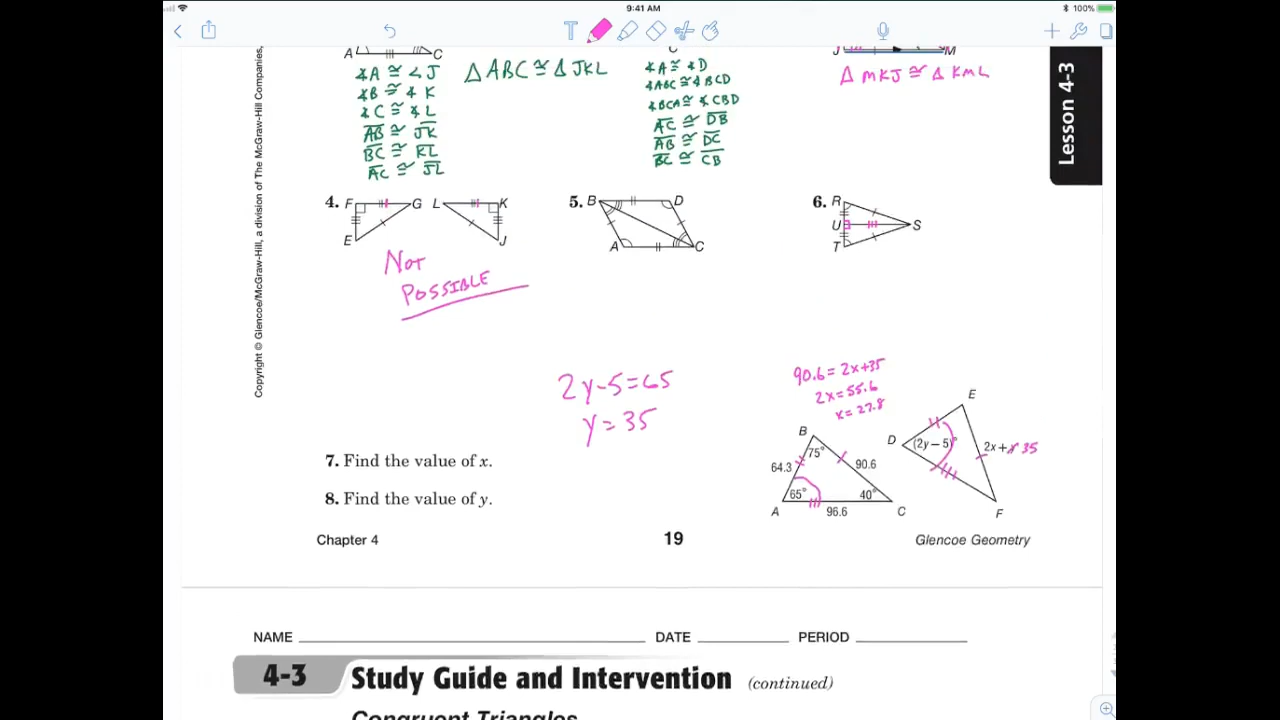 9:41 AM
100%
T
A C
J M
∡A ≅ ∠J
∡B ≅ ∡K
∡C ≅ ∡L
AB ≅ JK
BC ≅ KL
AC ≅ JL
△ABC ≅ △JKL
C
∡A ≅ ∡D
∡ABC ≅ ∡BCD
∡BCA ≅ ∡CBD
AC ≅ DB
AB ≅ DC
BC ≅ CB
△MKJ ≅ △KML
Lesson 4-3
Copyright © Glencoe/McGraw-Hill, a division of The McGraw-Hill Companies,
4. F G L K
E J
NOT
POSSIBLE
5. B D
A C
6. R
U S
T
2y-5=65
y=35
90.6=2x+35
2x=55.6
x=27.8
B
75°
64.3
90.6
65°
40°
A 96.6 C
E
D (2y – 5)° 2x + 35
F
7. Find the value of x.
8. Find the value of y.
Chapter 4 19 Glencoe Geometry
NAME DATE PERIOD
4-3 Study Guide and Intervention (continued)
Congruent Triangles